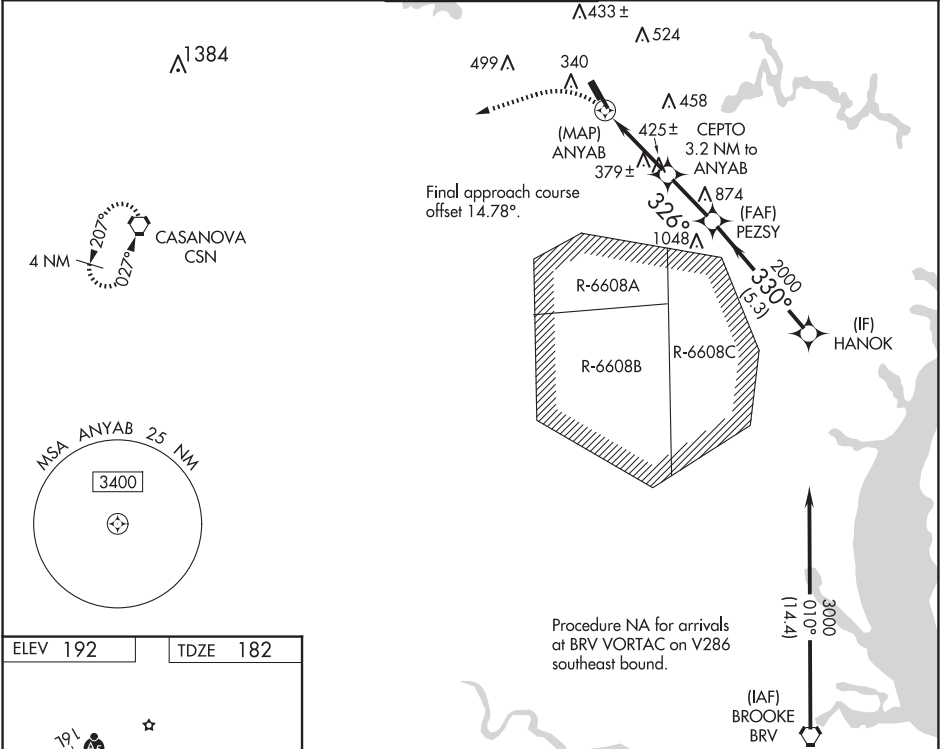 433 ±
524
1384
499
340
458
(MAP)
ANYAB
425 ±
CEPTO
3.2 NM to
ANYAB
379 ±
874
Final approach course
offset 14.78°.
326°
(FAF)
PEZSY
1048
207°
027°
4 NM
CASANOVA
CSN
2000
330°
(5.3)
(IF)
HANOK
R-6608A
R-6608B
R-6608C
MSA ANYAB 25 NM
3400
3000
010°
(14.4)
Procedure NA for arrivals
at BRV VORTAC on V286
southeast bound.
(IAF)
BROOKE
BRV
ELEV 192
TDZE 182
161